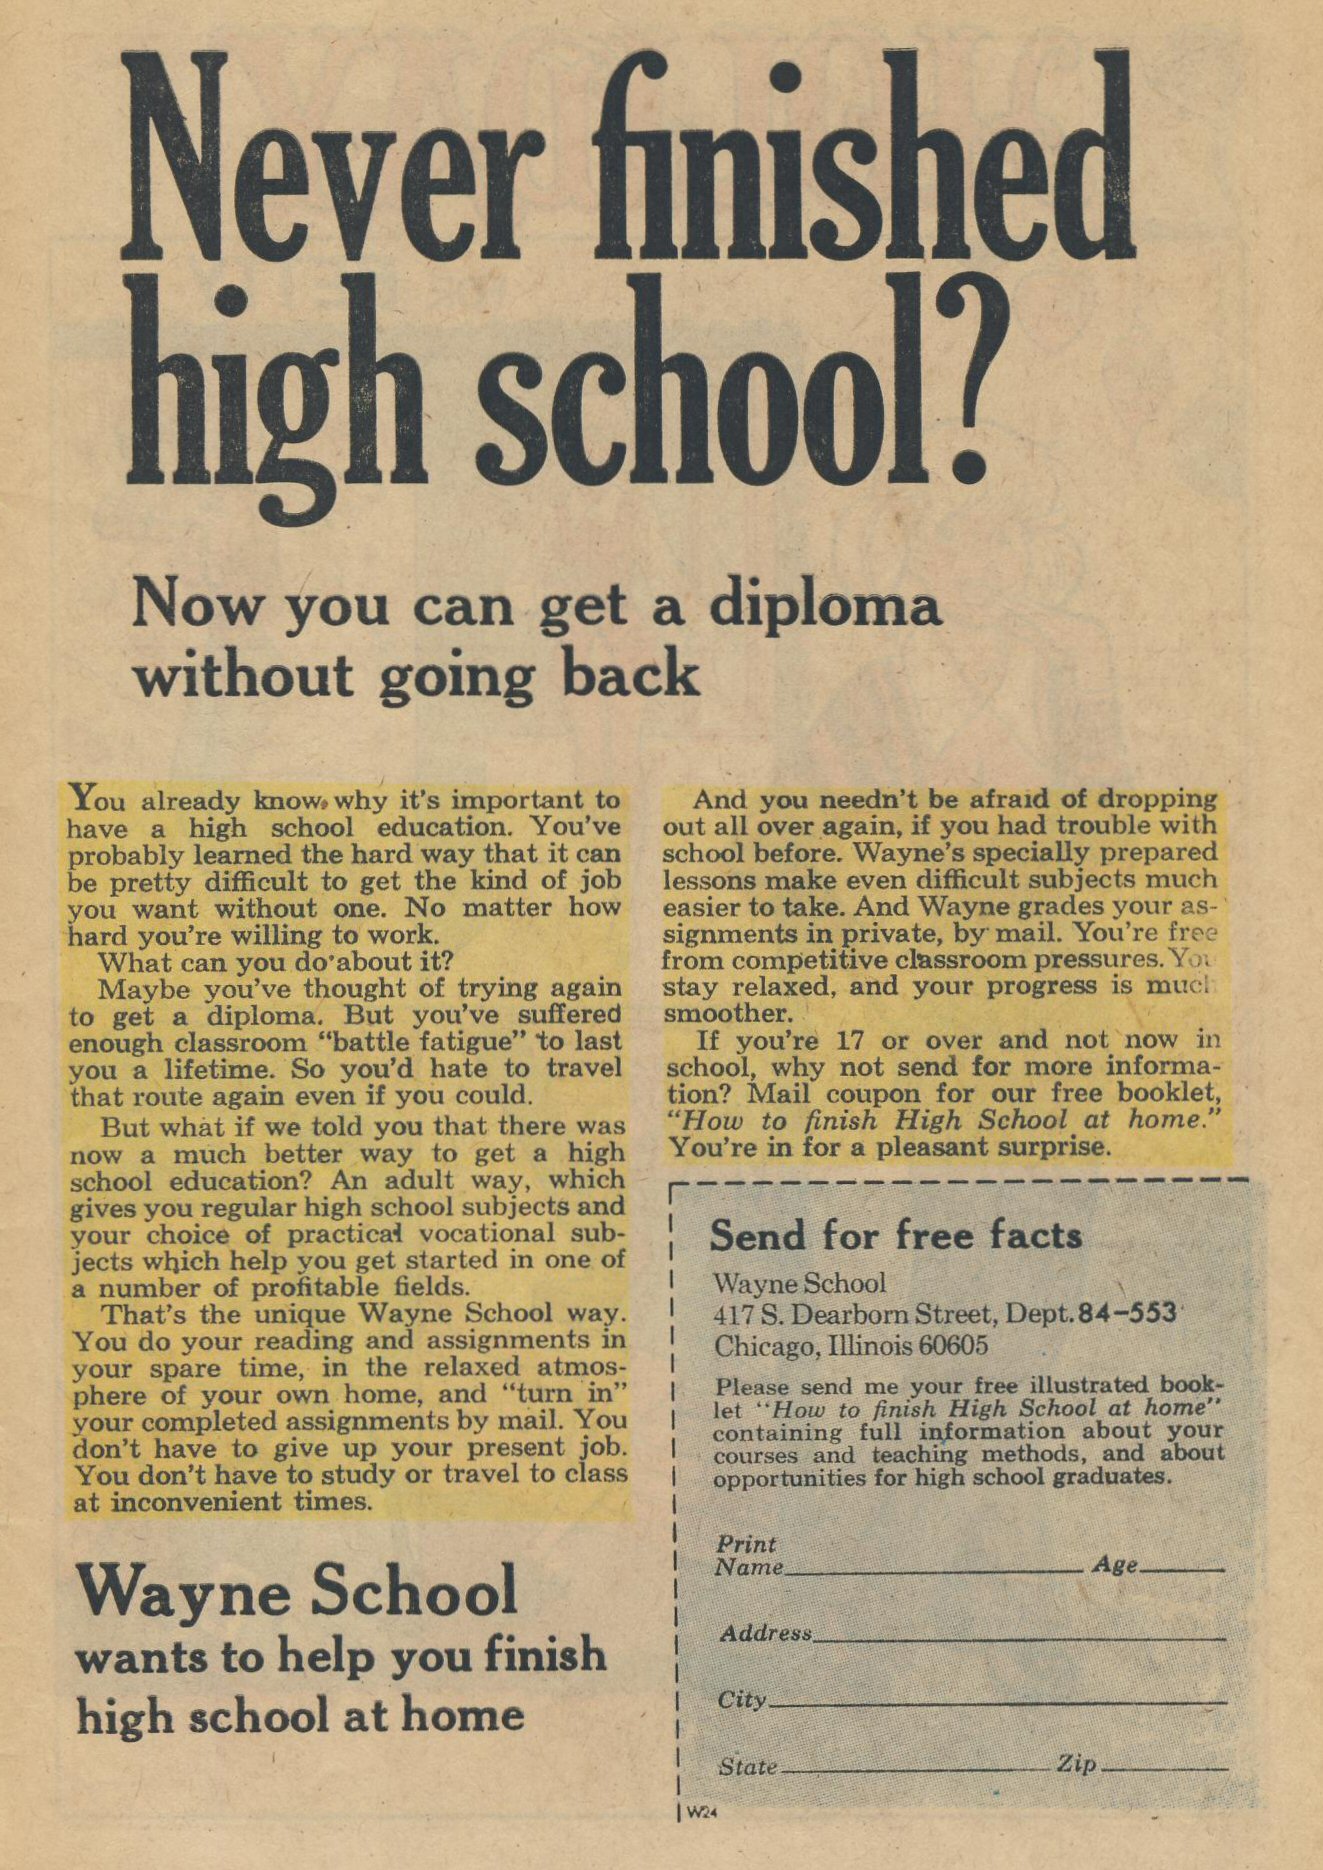 Never finished
high school?
Now you can get a diploma
without going back
You already know why it's important to
have a high school education. You've
probably learned the hard way that it can
be pretty difficult to get the kind of job
you want without one. No matter how
hard you're willing to work.
What can you do about it?
Maybe you've thought of trying again
to get a diploma. But you've suffered
enough classroom “battle fatigue” to last
you a lifetime. So you'd hate to travel
that route again even if you could.
But what if we told you that there was
now a much better way to get a high
school education? An adult way, which
gives you regular high school subjects and
your choice of practical vocational sub-
jects which help you get started in one of
a number of profitable fields.
That's the unique Wayne School way.
You do your reading and assignments in
your spare time, in the relaxed atmos-
phere of your own home, and “turn in”
your completed assignments by mail. You
don't have to give up your present job.
You don't have to study or travel to class
at inconvenient times.
Wayne School
wants to help you finish
high school at home
And you needn't be afraid of dropping
out all over again, if you had trouble with
school before. Wayne's specially prepared
lessons make even difficult subjects much
easier to take. And Wayne grades your as-
signments in private, by mail. You're free
from competitive classroom pressures. You
stay relaxed, and your progress is much
smoother.
If you're 17 or over and not now in
school, why not send for more informa-
tion? Mail coupon for our free booklet,
“How to finish High School at home.”
You're in for a pleasant surprise.
Send for free facts
Wayne School
417 S. Dearborn Street, Dept. 84-553
Chicago, Illinois 60605
Please send me your free illustrated book-
let “How to finish High School at home”
containing full information about your
courses and teaching methods, and about
opportunities for high school graduates.
Print
Name Age
Address
City
State Zip
W24